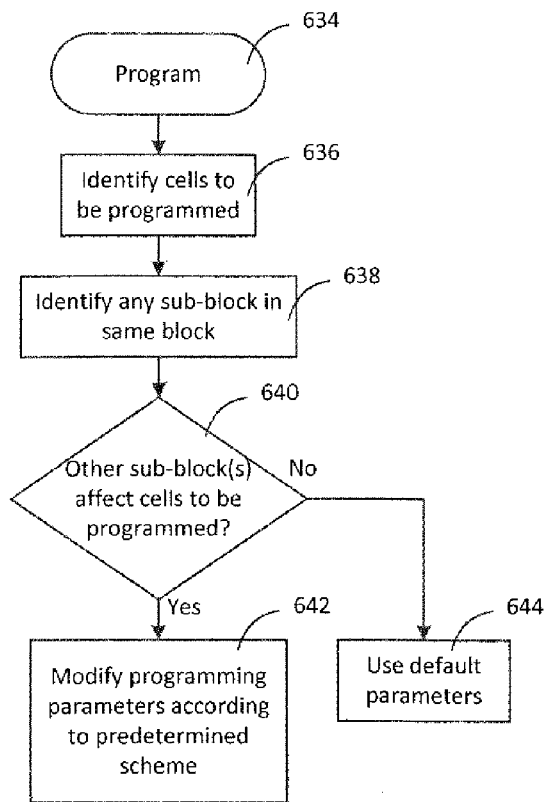 634
Program
636
Identify cells to
be programmed
638
Identify any sub-block in
same block
640
Other sub-block(s)
affect cells to be
programmed?
No
Yes
642
Modify programming
parameters according
to predetermined
scheme
644
Use default
parameters